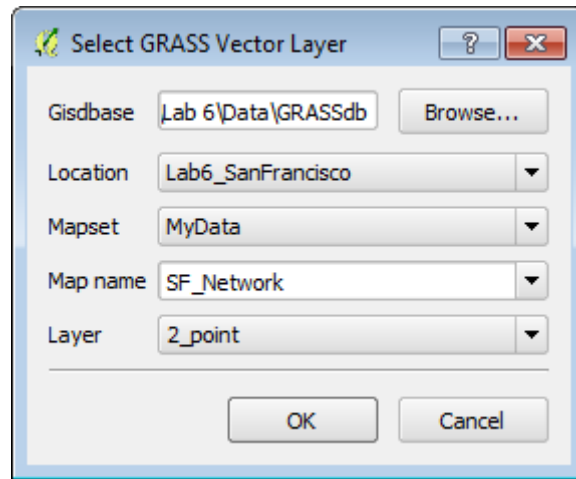 Select GRASS Vector Layer
Gisdbase Lab 6\Data\GRASSdb Browse...
Location Lab6_SanFrancisco
Mapset MyData
Map name SF_Network
Layer 2_point
OK Cancel